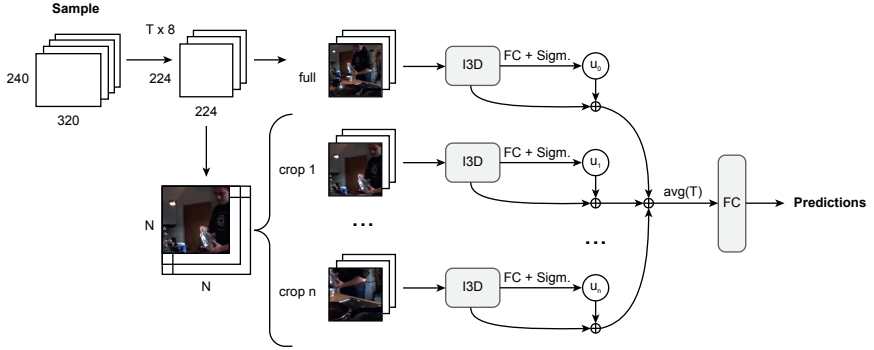 Sample
T x 8
240
320
224
224
full
I3D
FC + Sigm.
u₀
crop 1
I3D
FC + Sigm.
u₁
avg(T)
FC
Predictions
N
N
...
...
crop n
I3D
FC + Sigm.
uₙ